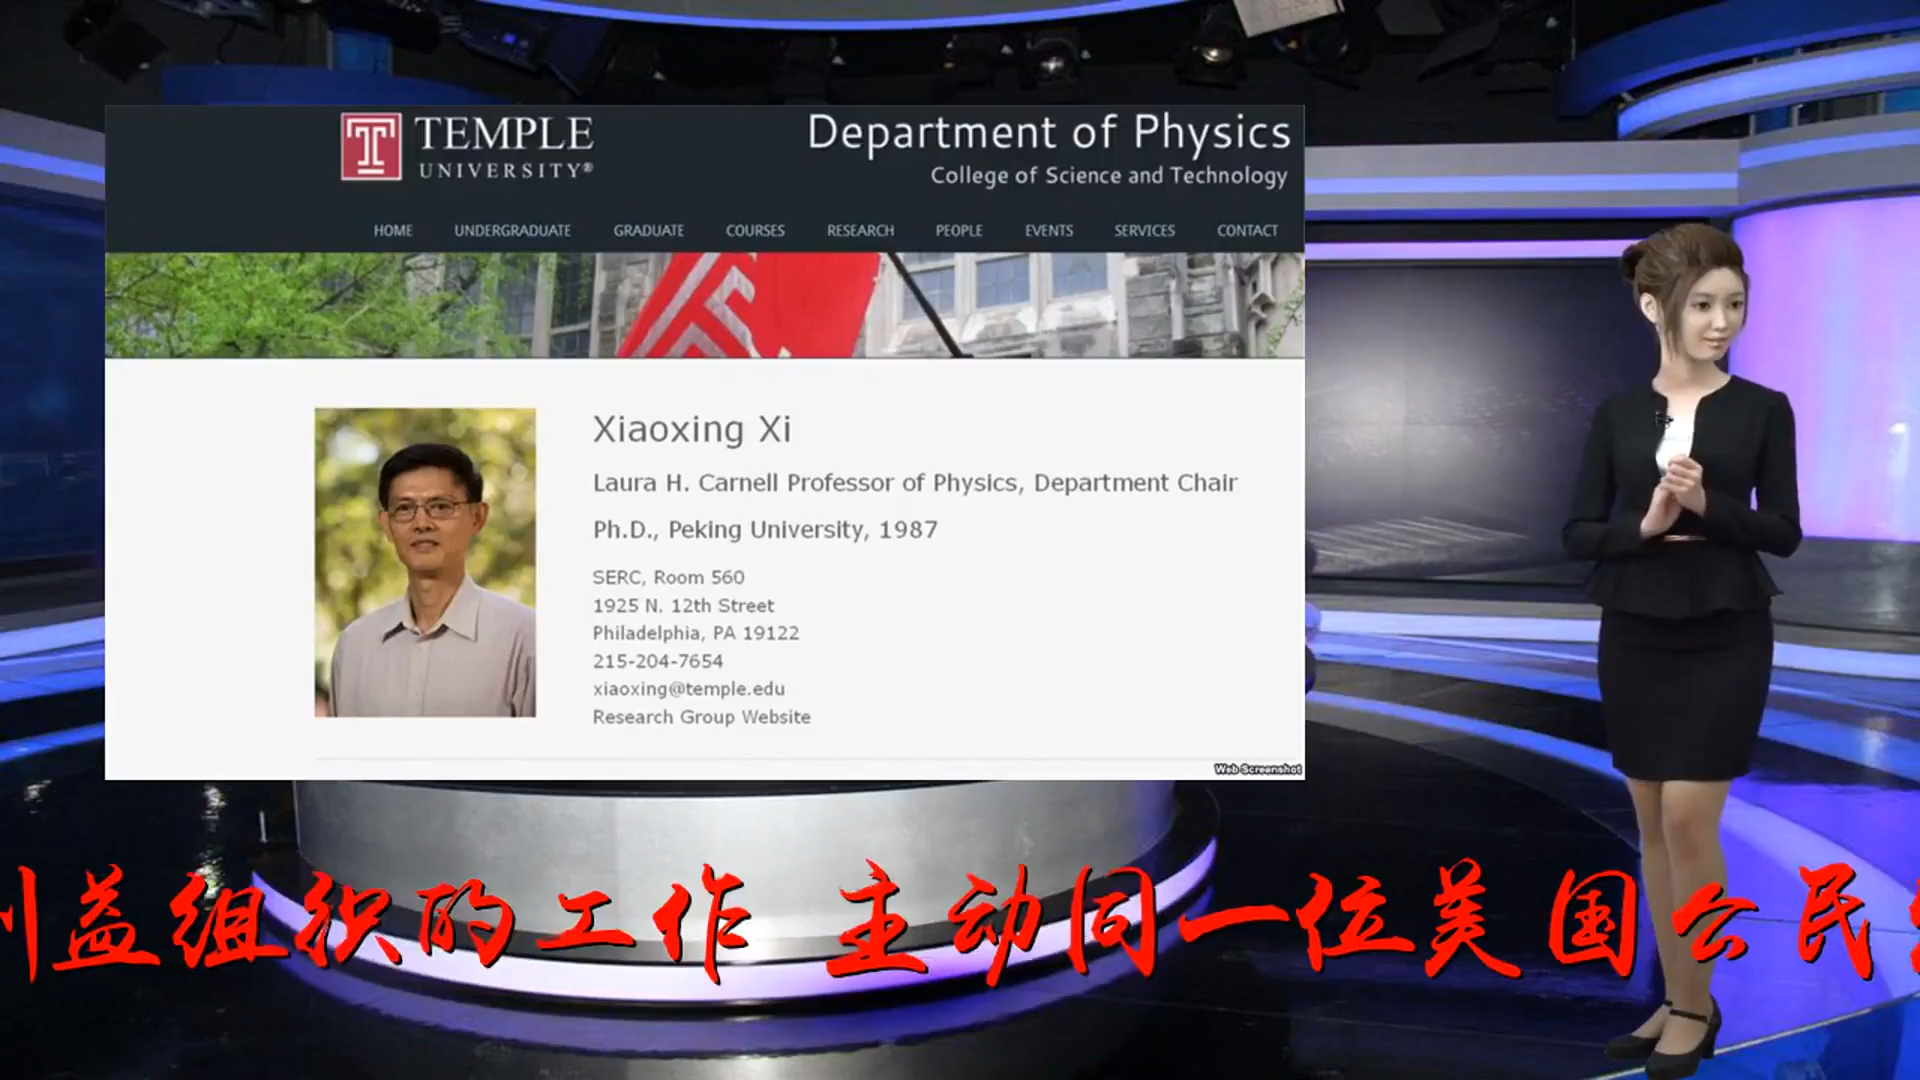 TEMPLE
UNIVERSITY®
Department of Physics
College of Science and Technology
HOME UNDERGRADUATE GRADUATE COURSES RESEARCH PEOPLE EVENTS SERVICES CONTACT
Xiaoxing Xi
Laura H. Carnell Professor of Physics, Department Chair
Ph.D., Peking University, 1987
SERC, Room 560
1925 N. 12th Street
Philadelphia, PA 19122
215-204-7654
xiaoxing@temple.edu
Research Group Website
Web Screenshot
利益组织的工作 主动同一位美国公民